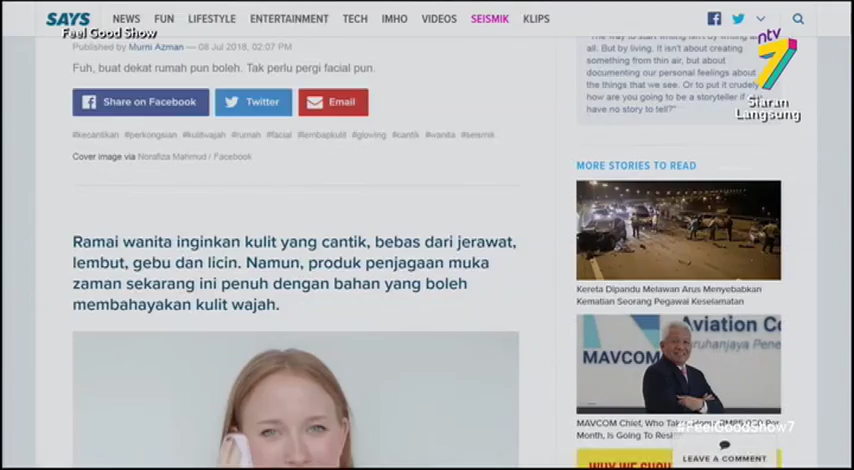 SAYS NEWS FUN LIFESTYLE ENTERTAINMENT TECH IMHO VIDEOS SEISMIK KLIPS
Feel Good Show
Published by Murni Azman — 08 Jul 2018, 02:07 PM
Fuh, buat dekat rumah pun boleh. Tak perlu pergi facial pun.
Share on Facebook
Twitter
Email
#kecantikan #perkongsian #kulitwajah #rumah #facial #lembapkulit #glowing #cantik #wanita #seismik
Cover image via Norafiza Mahmud / Facebook
Ramai wanita inginkan kulit yang cantik, bebas dari jerawat,
lembut, gebu dan licin. Namun, produk penjagaan muka
zaman sekarang ini penuh dengan bahan yang boleh
membahayakan kulit wajah.
all. But by living. It isn't about creating
something from thin air, but about
documenting our personal feelings about
the things that we see. Or to put it crudely
how are you going to be a storyteller if
have no story to tell?"
ntv
7
Siaran
Langsung
MORE STORIES TO READ
Kereta Dipandu Melawan Arus Menyebabkan
Kematian Seorang Pegawai Keselamatan
Aviation Co
MAVCOM
MAVCOM Chief, Who
Month, Is Going To
#FeelGoodShow7
LEAVE A COMMENT
WHY WE